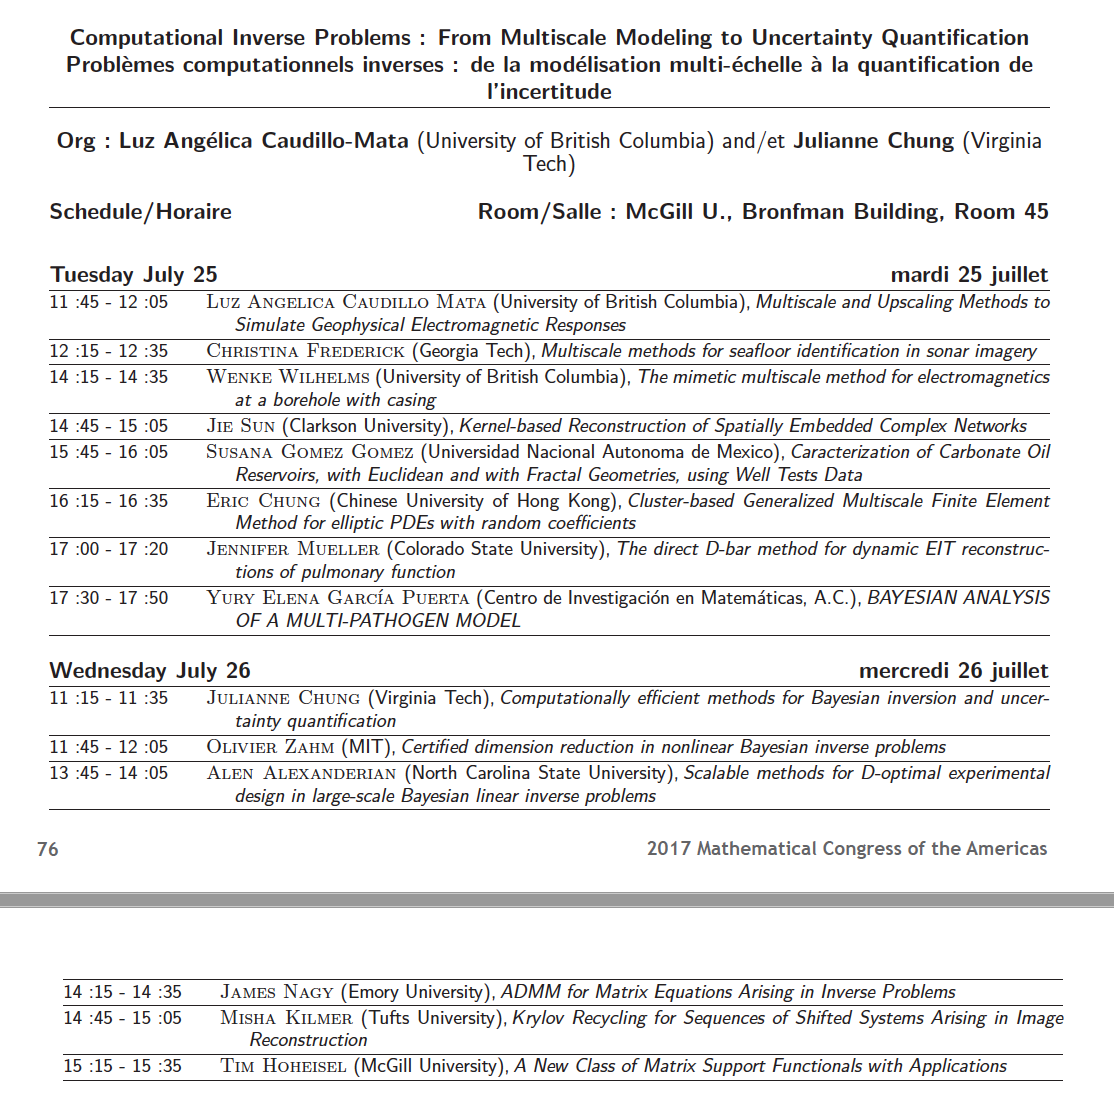 Computational Inverse Problems : From Multiscale Modeling to Uncertainty Quantification
Problèmes computationnels inverses : de la modélisation multi-échelle à la quantification de
l'incertitude
Org : Luz Angélica Caudillo-Mata (University of British Columbia) and/et Julianne Chung (Virginia
Tech)
Schedule/Horaire Room/Salle : McGill U., Bronfman Building, Room 45
Tuesday July 25 mardi 25 juillet
11 :45 - 12 :05 Luz Angelica Caudillo Mata (University of British Columbia), Multiscale and Upscaling Methods to
Simulate Geophysical Electromagnetic Responses
12 :15 - 12 :35 Christina Frederick (Georgia Tech), Multiscale methods for seafloor identification in sonar imagery
14 :15 - 14 :35 Wenke Wilhelms (University of British Columbia), The mimetic multiscale method for electromagnetics
at a borehole with casing
14 :45 - 15 :05 Jie Sun (Clarkson University), Kernel-based Reconstruction of Spatially Embedded Complex Networks
15 :45 - 16 :05 Susana Gomez Gomez (Universidad Nacional Autonoma de Mexico), Caracterization of Carbonate Oil
Reservoirs, with Euclidean and with Fractal Geometries, using Well Tests Data
16 :15 - 16 :35 Eric Chung (Chinese University of Hong Kong), Cluster-based Generalized Multiscale Finite Element
Method for elliptic PDEs with random coefficients
17 :00 - 17 :20 Jennifer Mueller (Colorado State University), The direct D-bar method for dynamic EIT reconstruc-
tions of pulmonary function
17 :30 - 17 :50 Yury Elena García Puerta (Centro de Investigación en Matemáticas, A.C.), BAYESIAN ANALYSIS
OF A MULTI-PATHOGEN MODEL
Wednesday July 26 mercredi 26 juillet
11 :15 - 11 :35 Julianne Chung (Virginia Tech), Computationally efficient methods for Bayesian inversion and uncer-
tainty quantification
11 :45 - 12 :05 Olivier Zahm (MIT), Certified dimension reduction in nonlinear Bayesian inverse problems
13 :45 - 14 :05 Alen Alexanderian (North Carolina State University), Scalable methods for D-optimal experimental
design in large-scale Bayesian linear inverse problems
76 2017 Mathematical Congress of the Americas
14 :15 - 14 :35 James Nagy (Emory University), ADMM for Matrix Equations Arising in Inverse Problems
14 :45 - 15 :05 Misha Kilmer (Tufts University), Krylov Recycling for Sequences of Shifted Systems Arising in Image
Reconstruction
15 :15 - 15 :35 Tim Hoheisel (McGill University), A New Class of Matrix Support Functionals with Applications